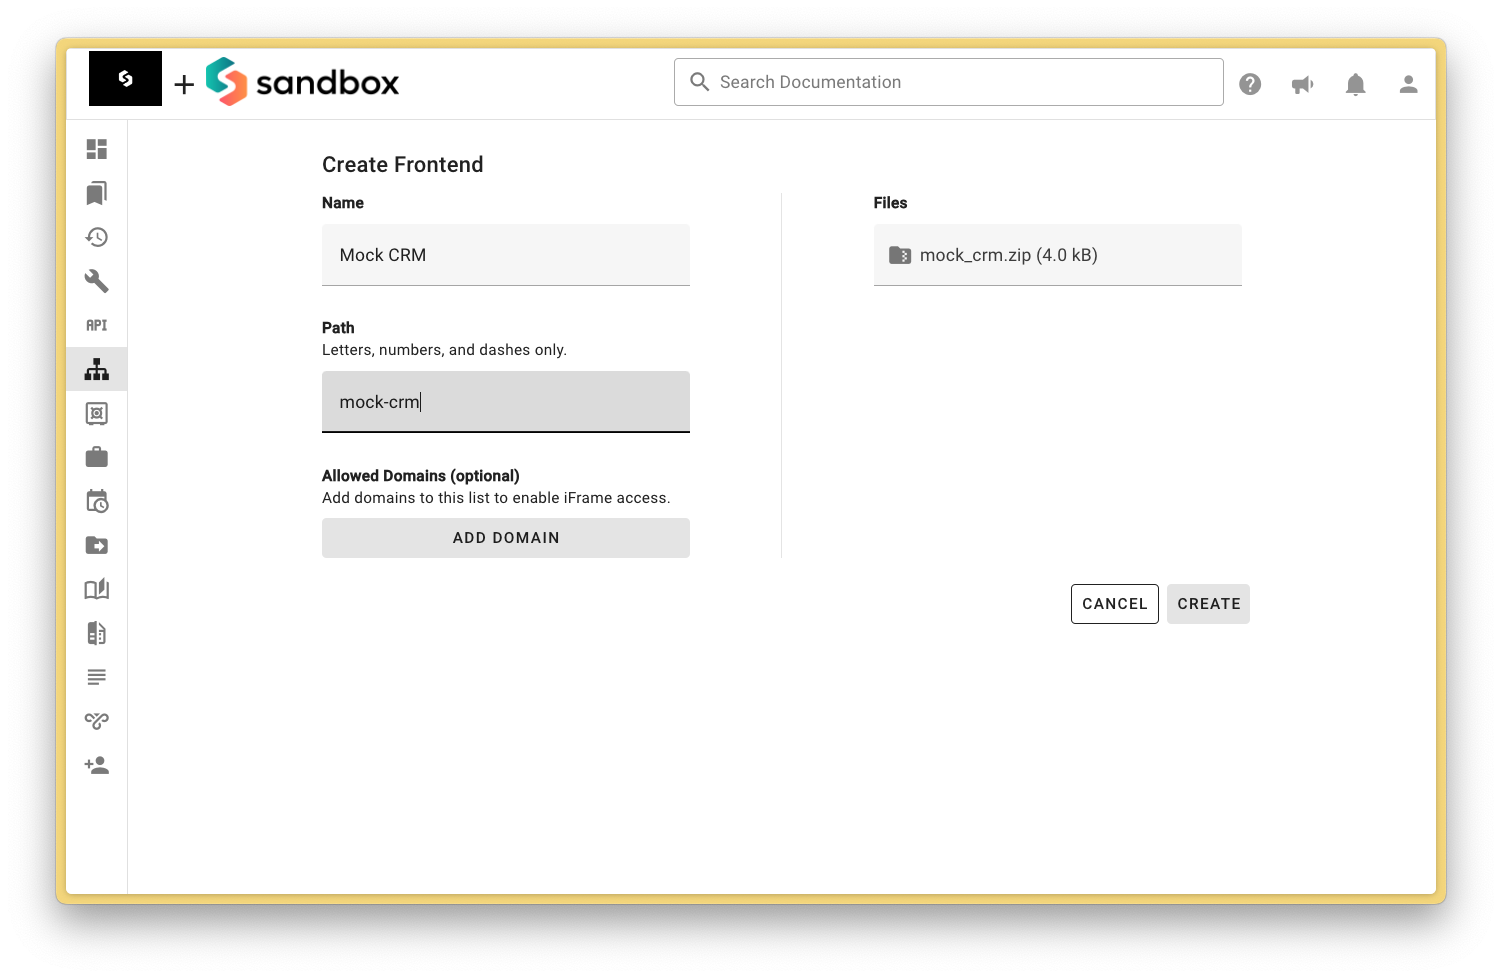 + sandbox
Search Documentation
API
Create Frontend
Name
Mock CRM
Path
Letters, numbers, and dashes only.
mock-crm
Allowed Domains (optional)
Add domains to this list to enable iFrame access.
ADD DOMAIN
Files
mock_crm.zip (4.0 kB)
CANCEL
CREATE